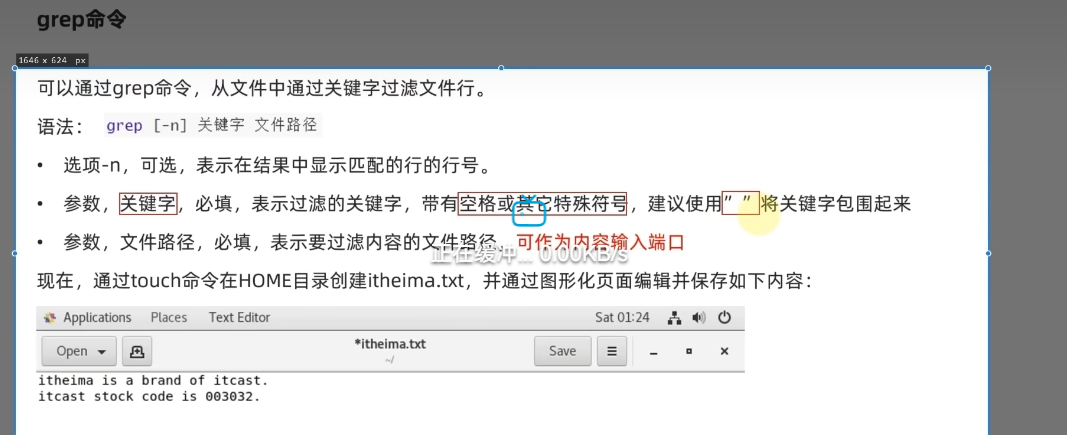 grep命令
1646 x 624 px
可以通过grep命令，从文件中通过关键字过滤文件行。
语法： grep [-n] 关键字 文件路径
• 选项-n，可选，表示在结果中显示匹配的行的行号。
• 参数，关键字，必填，表示过滤的关键字，带有空格或其它特殊符号，建议使用””将关键字包围起来
• 参数，文件路径，必填，表示要过滤内容的文件路径，可作为内容输入端口
正在缓冲... 0.00KB/s
现在，通过touch命令在HOME目录创建itheima.txt，并通过图形化页面编辑并保存如下内容：
Applications Places Text Editor Sat 01:24
Open *itheima.txt Save
~/
itheima is a brand of itcast.
itcast stock code is 003032.